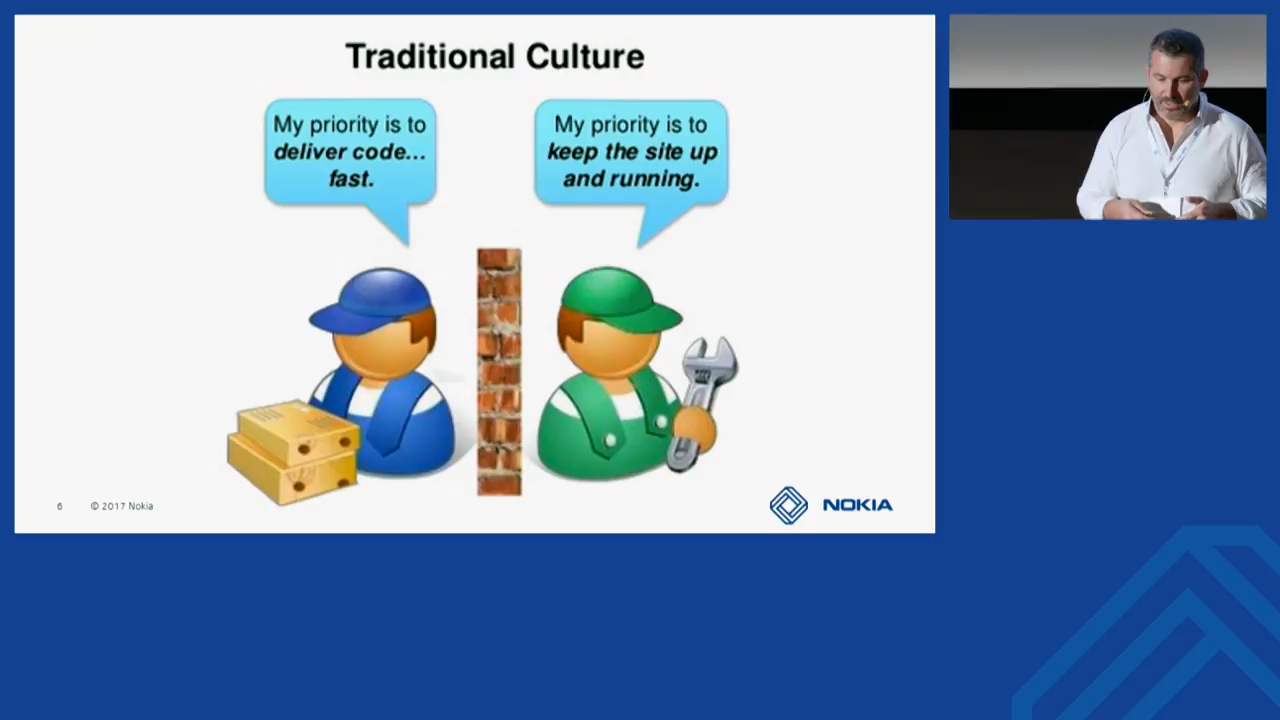 Traditional Culture
My priority is to
deliver code...
fast.
My priority is to
keep the site up
and running.
6 © 2017 Nokia
NOKIA